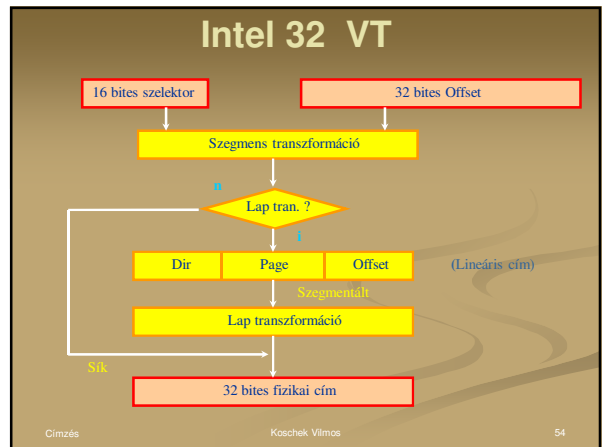 Intel 32 VT
16 bites szelektor
32 bites Offset
Szegmens transzformáció
n
Lap tran. ?
i
Dir Page Offset (Lineáris cím)
Szegmentált
Lap transzformáció
Sík
32 bites fizikai cím
Címzés Koschek Vilmos 54